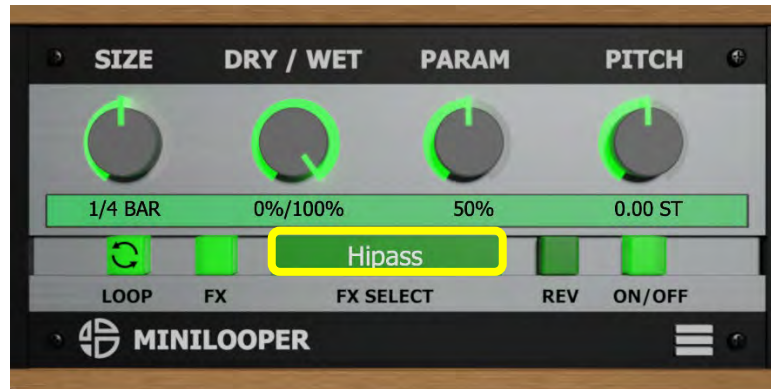 SIZE DRY / WET PARAM PITCH
1/4 BAR 0%/100% 50% 0.00 ST
Hipass
LOOP FX FX SELECT REV ON/OFF
MINILOOPER